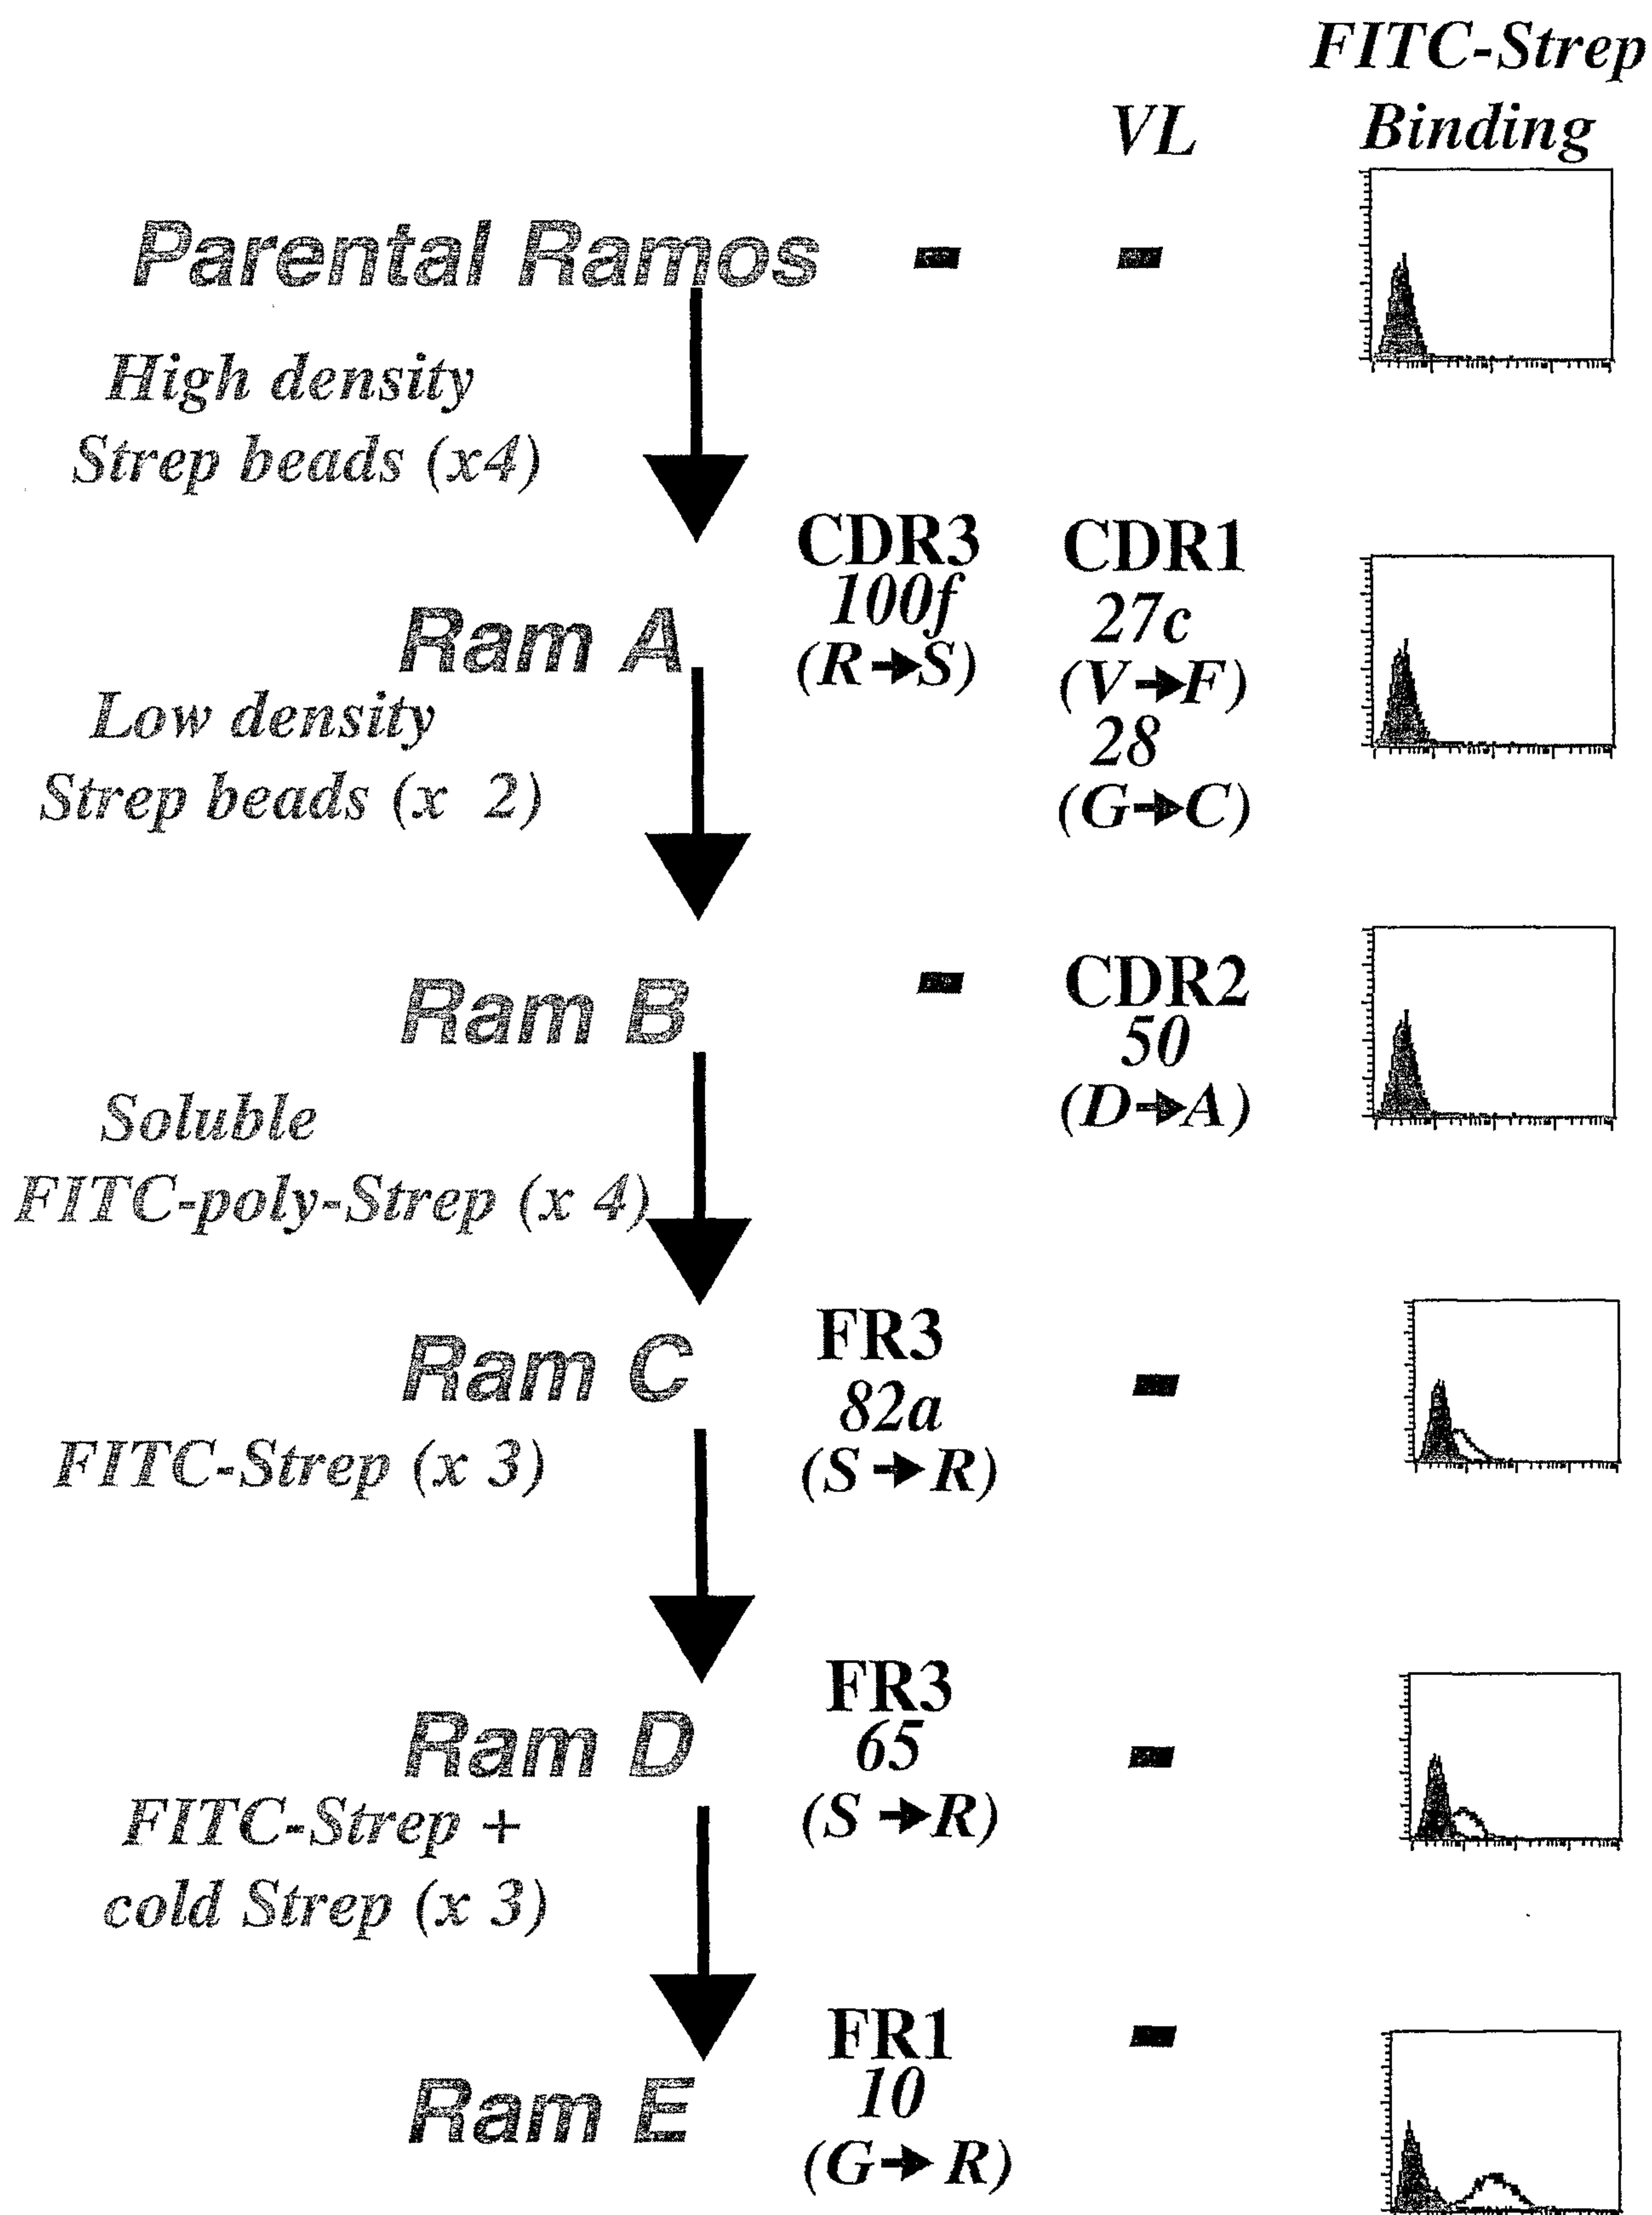 FITC-Strep
VL Binding
Parental Ramos - -
High density
Strep beads (x4)
CDR3 CDR1
100f 27c
Ram A (R→S) (V→F)
Low density 28
Strep beads (x 2) (G→C)
Ram B - CDR2
50
Soluble (D→A)
FITC-poly-Strep (x 4)
Ram C FR3 -
82a
FITC-Strep (x 3) (S→R)
Ram D FR3 -
65
FITC-Strep + (S→R)
cold Strep (x 3)
FR1 -
10
Ram E (G→R)